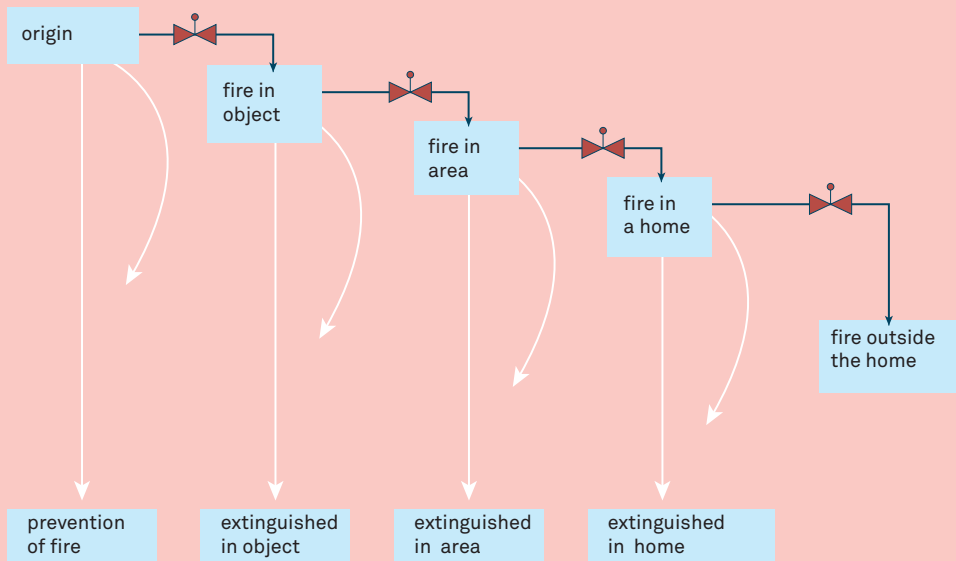 origin
fire in
object
fire in
area
fire in
a home
fire outside
the home
prevention
of fire
extinguished
in object
extinguished
in area
extinguished
in home